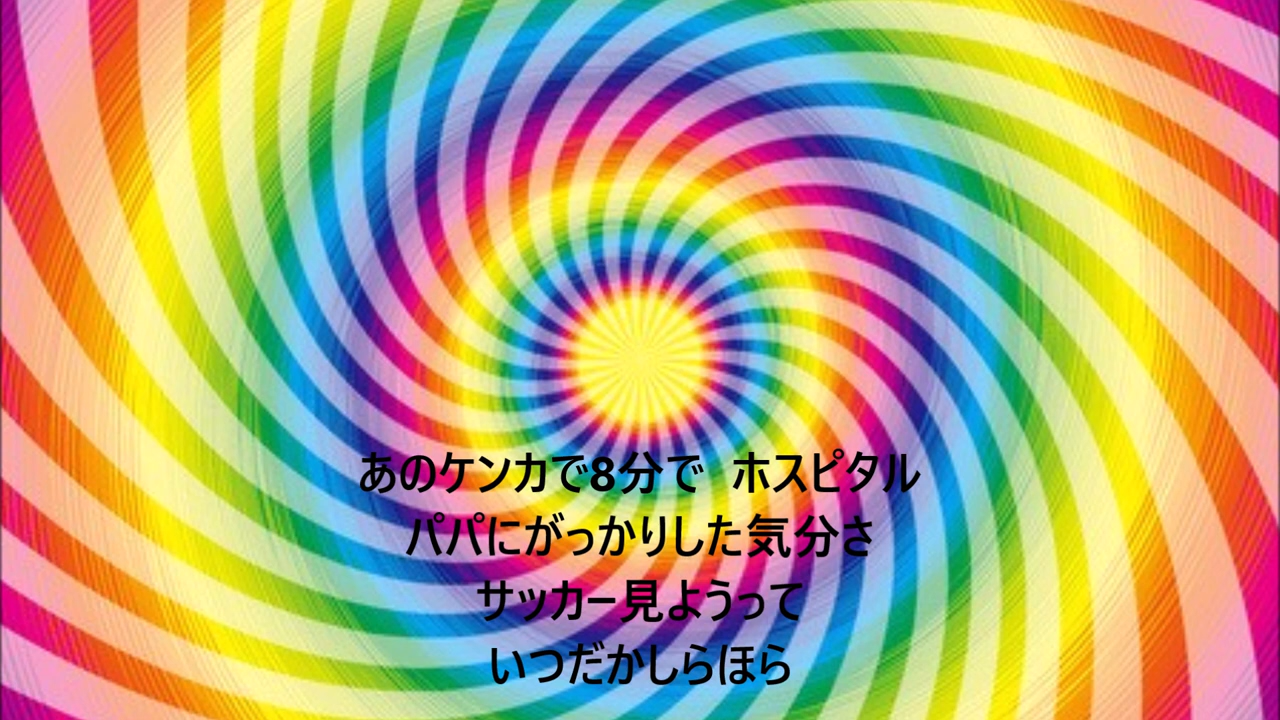 あのケンカで8分で　ホスピタル
パパにがっかりした気分さ
サッカー見ようって
いつだかしらほら